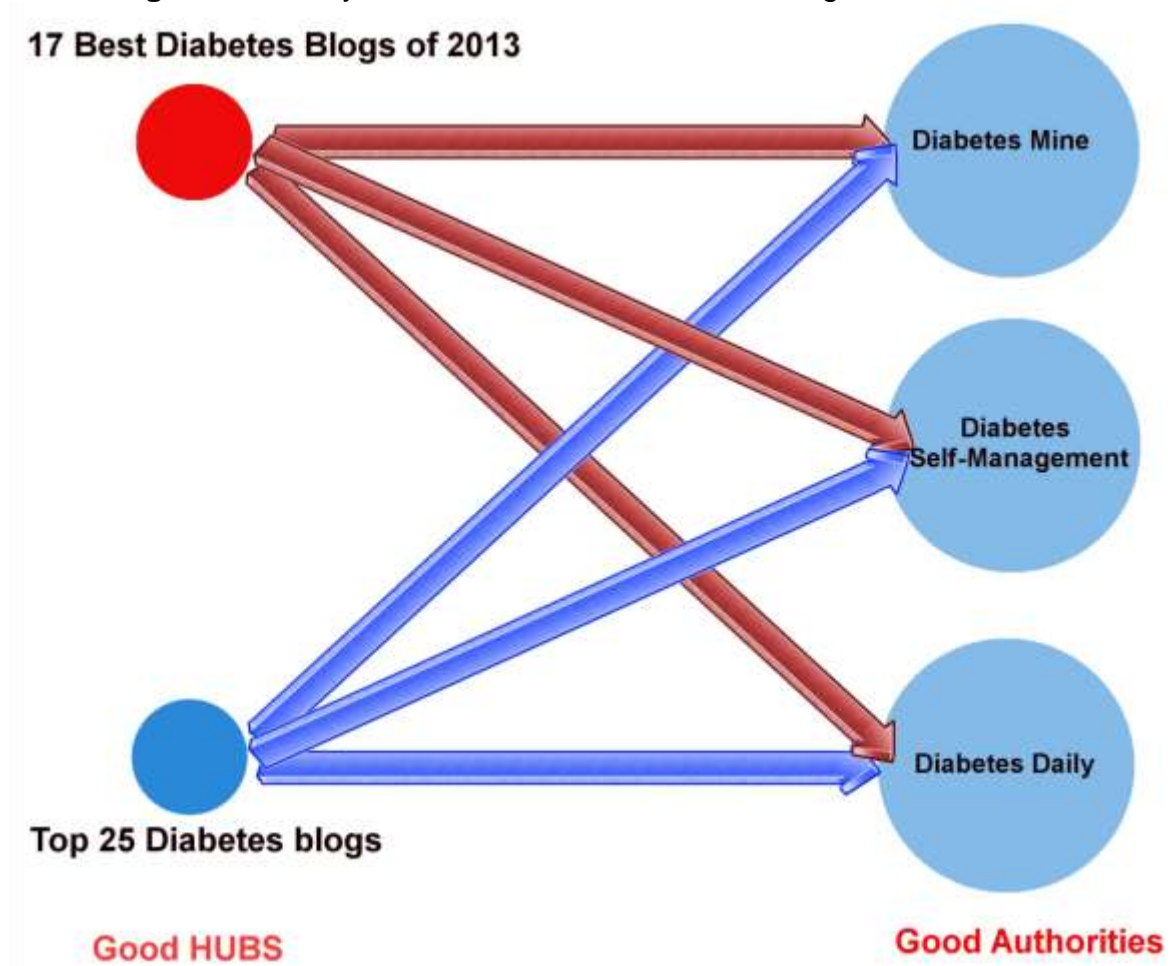 17 Best Diabetes Blogs of 2013
Diabetes Mine
Diabetes
Self-Management
Diabetes Daily
Top 25 Diabetes blogs
Good HUBS
Good Authorities